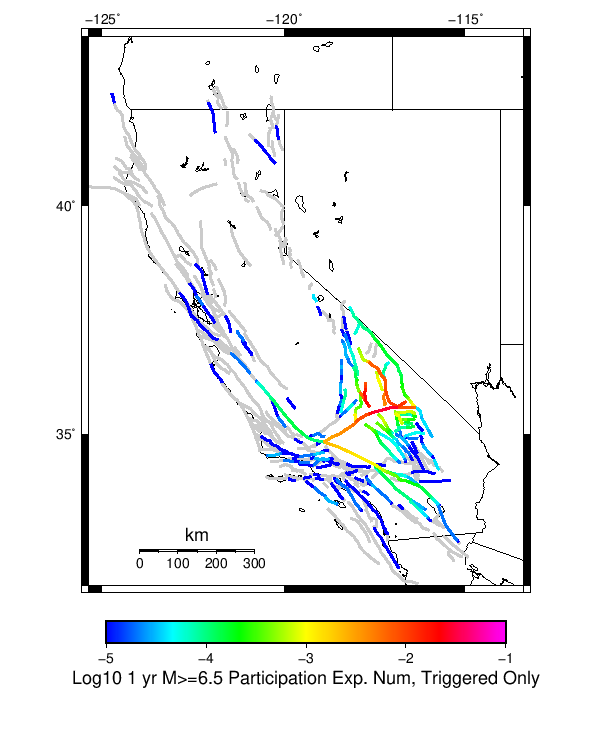 −125˚ −120˚ −115˚
40˚
35˚
km
0 100 200 300
−5 −4 −3 −2 −1
Log10 1 yr M>=6.5 Participation Exp. Num, Triggered Only